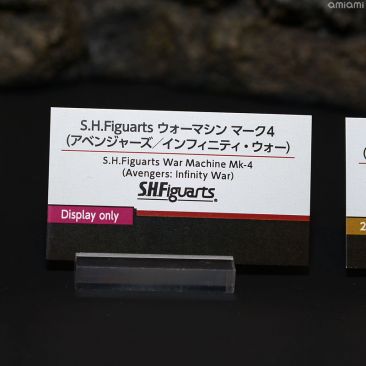 amiami
S.H.Figuarts ウォーマシン マーク4
（アベンジャーズ／インフィニティ・ウォー）
S.H.Figuarts War Machine Mk-4
(Avengers: Infinity War)
S.H.Figuarts
Display only
2